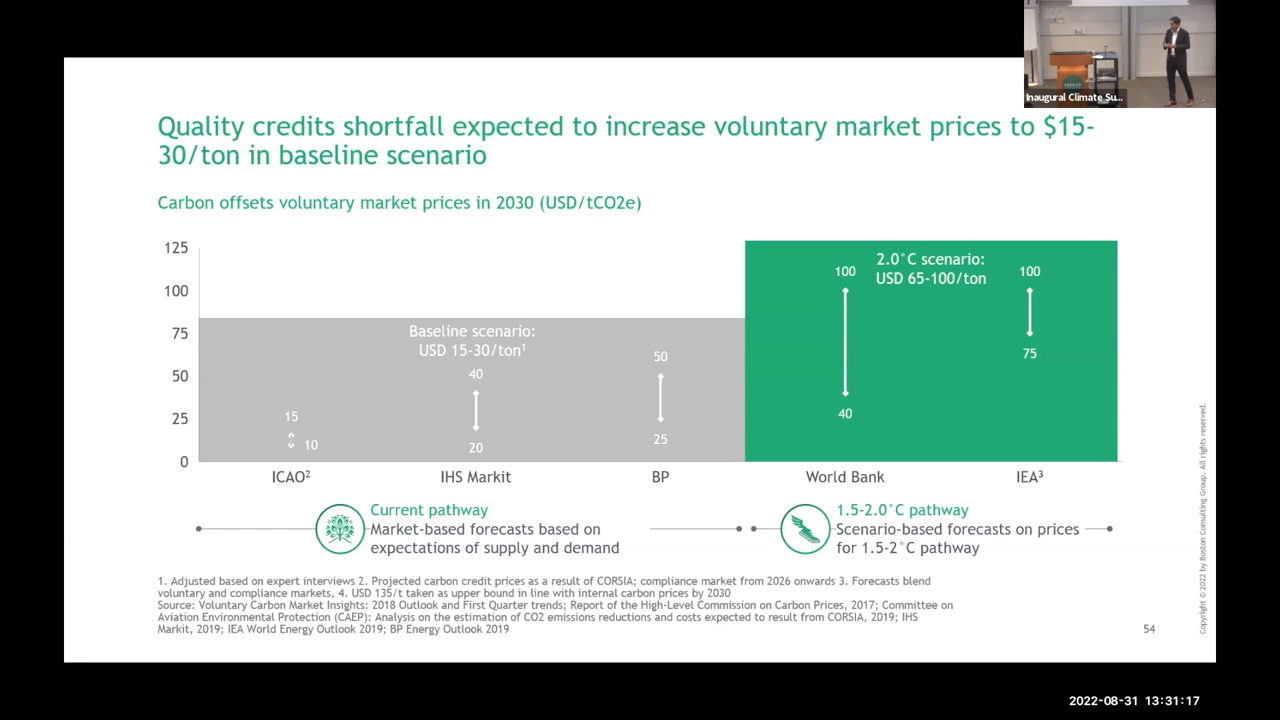 Inaugural Climate Su...
Quality credits shortfall expected to increase voluntary market prices to $15-
30/ton in baseline scenario
Carbon offsets voluntary market prices in 2030 (USD/tCO2e)
125
100
75
50
25
0
Baseline scenario:
USD 15-30/ton¹
2.0°C scenario:
USD 65-100/ton
15
10
40
20
50
25
100
40
100
75
ICAO²
IHS Markit
BP
World Bank
IEA³
Current pathway
Market-based forecasts based on
expectations of supply and demand
1.5-2.0°C pathway
Scenario-based forecasts on prices
for 1.5-2°C pathway
1. Adjusted based on expert interviews 2. Projected carbon credit prices as a result of CORSIA; compliance market from 2026 onwards 3. Forecasts blend
voluntary and compliance markets, 4. USD 135/t taken as upper bound in line with internal carbon prices by 2030
Source: Voluntary Carbon Market Insights: 2018 Outlook and First Quarter trends; Report of the High-Level Commission on Carbon Prices, 2017; Committee on
Aviation Environmental Protection (CAEP): Analysis on the estimation of CO2 emissions reductions and costs expected to result from CORSIA, 2019; IHS
Markit, 2019; IEA World Energy Outlook 2019; BP Energy Outlook 2019
54
Copyright © 2022 by Boston Consulting Group. All rights reserved.
2022-08-31 13:31:17